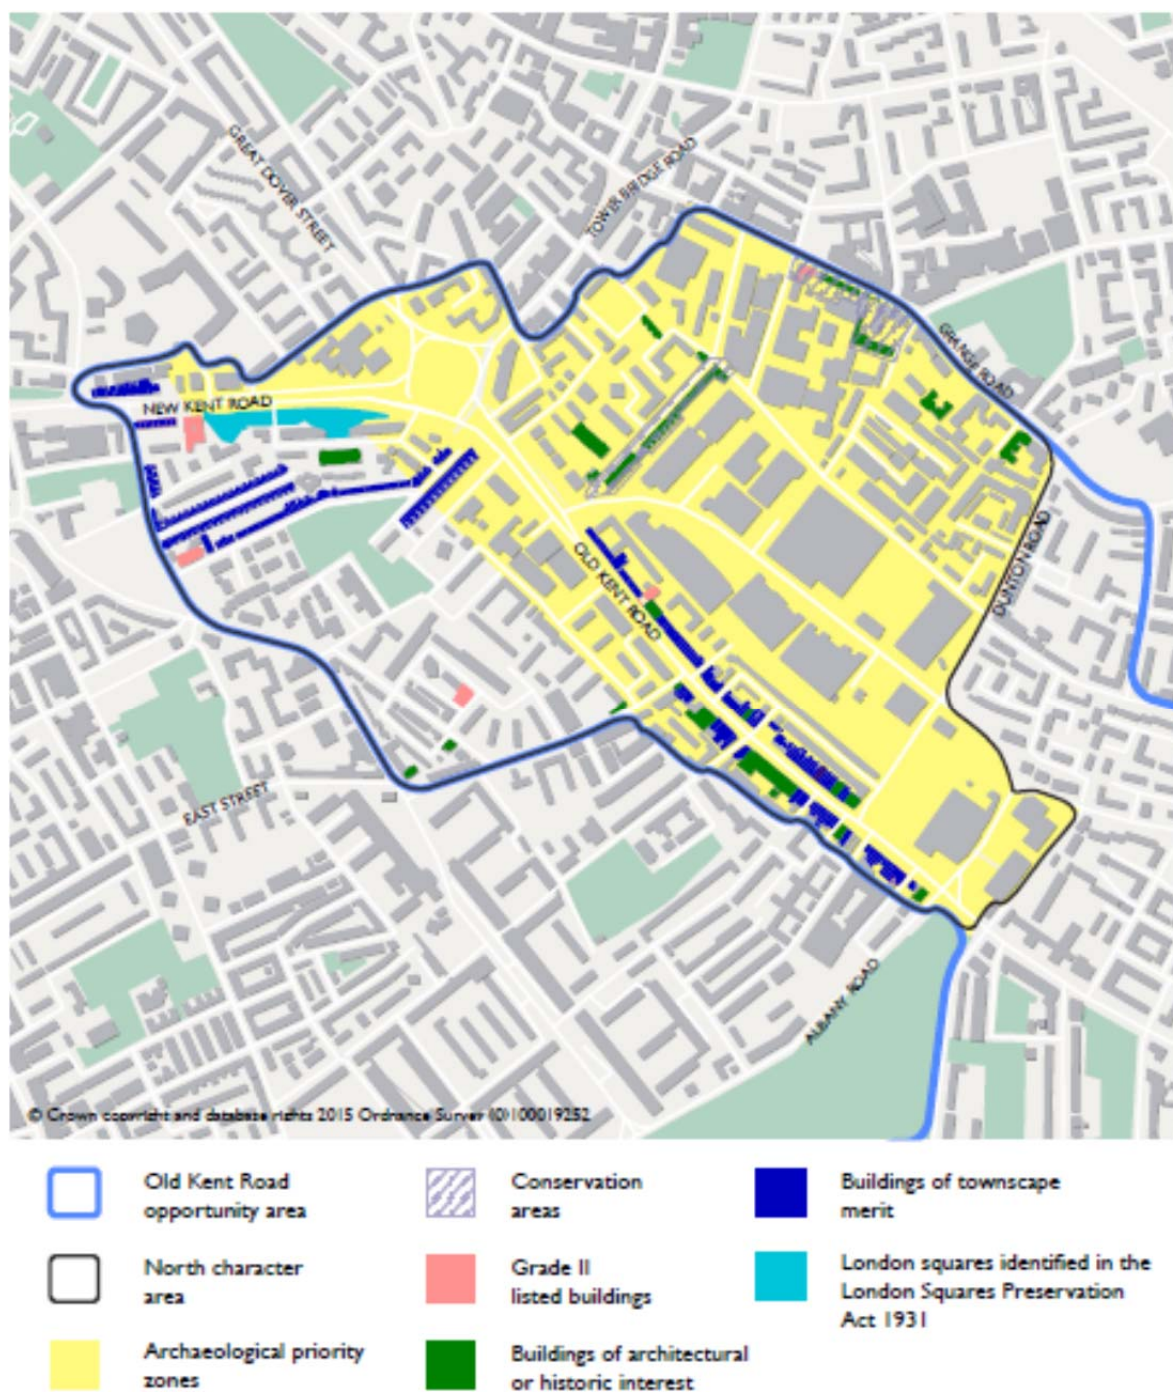 GREAT DOVER STREET
TOWER BRIDGE ROAD
GRANGE ROAD
NEW KENT ROAD
DUNTON ROAD
OLD KENT ROAD
EAST STREET
ALBANY ROAD
© Crown copyright and database rights 2015 Ordnance Survey (0)100019252
Old Kent Road
opportunity area
North character
area
Archaeological priority
zones
Conservation
areas
Grade II
listed buildings
Buildings of architectural
or historic interest
Buildings of townscape
merit
London squares identified in the
London Squares Preservation
Act 1931